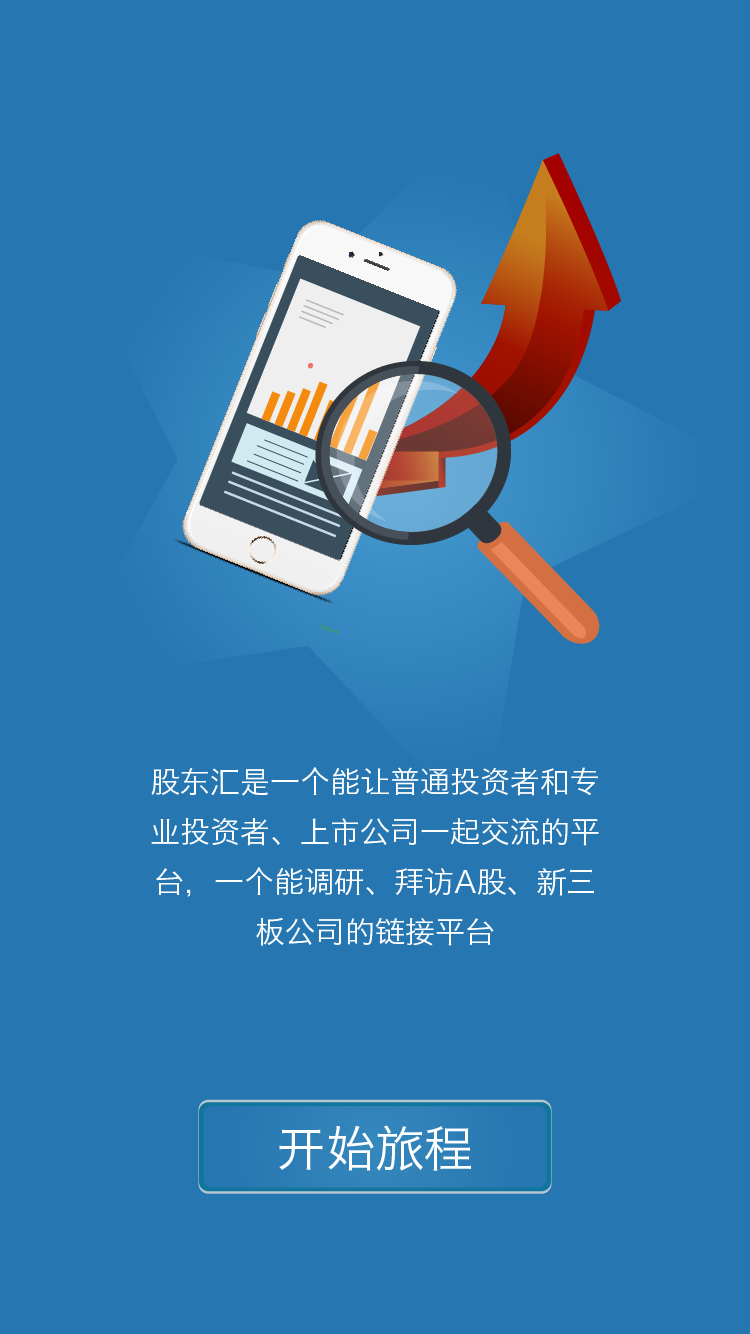 股东汇是一个能让普通投资者和专
业投资者、上市公司一起交流的平
台，一个能调研、拜访A股、新三
板公司的链接平台
开始旅程